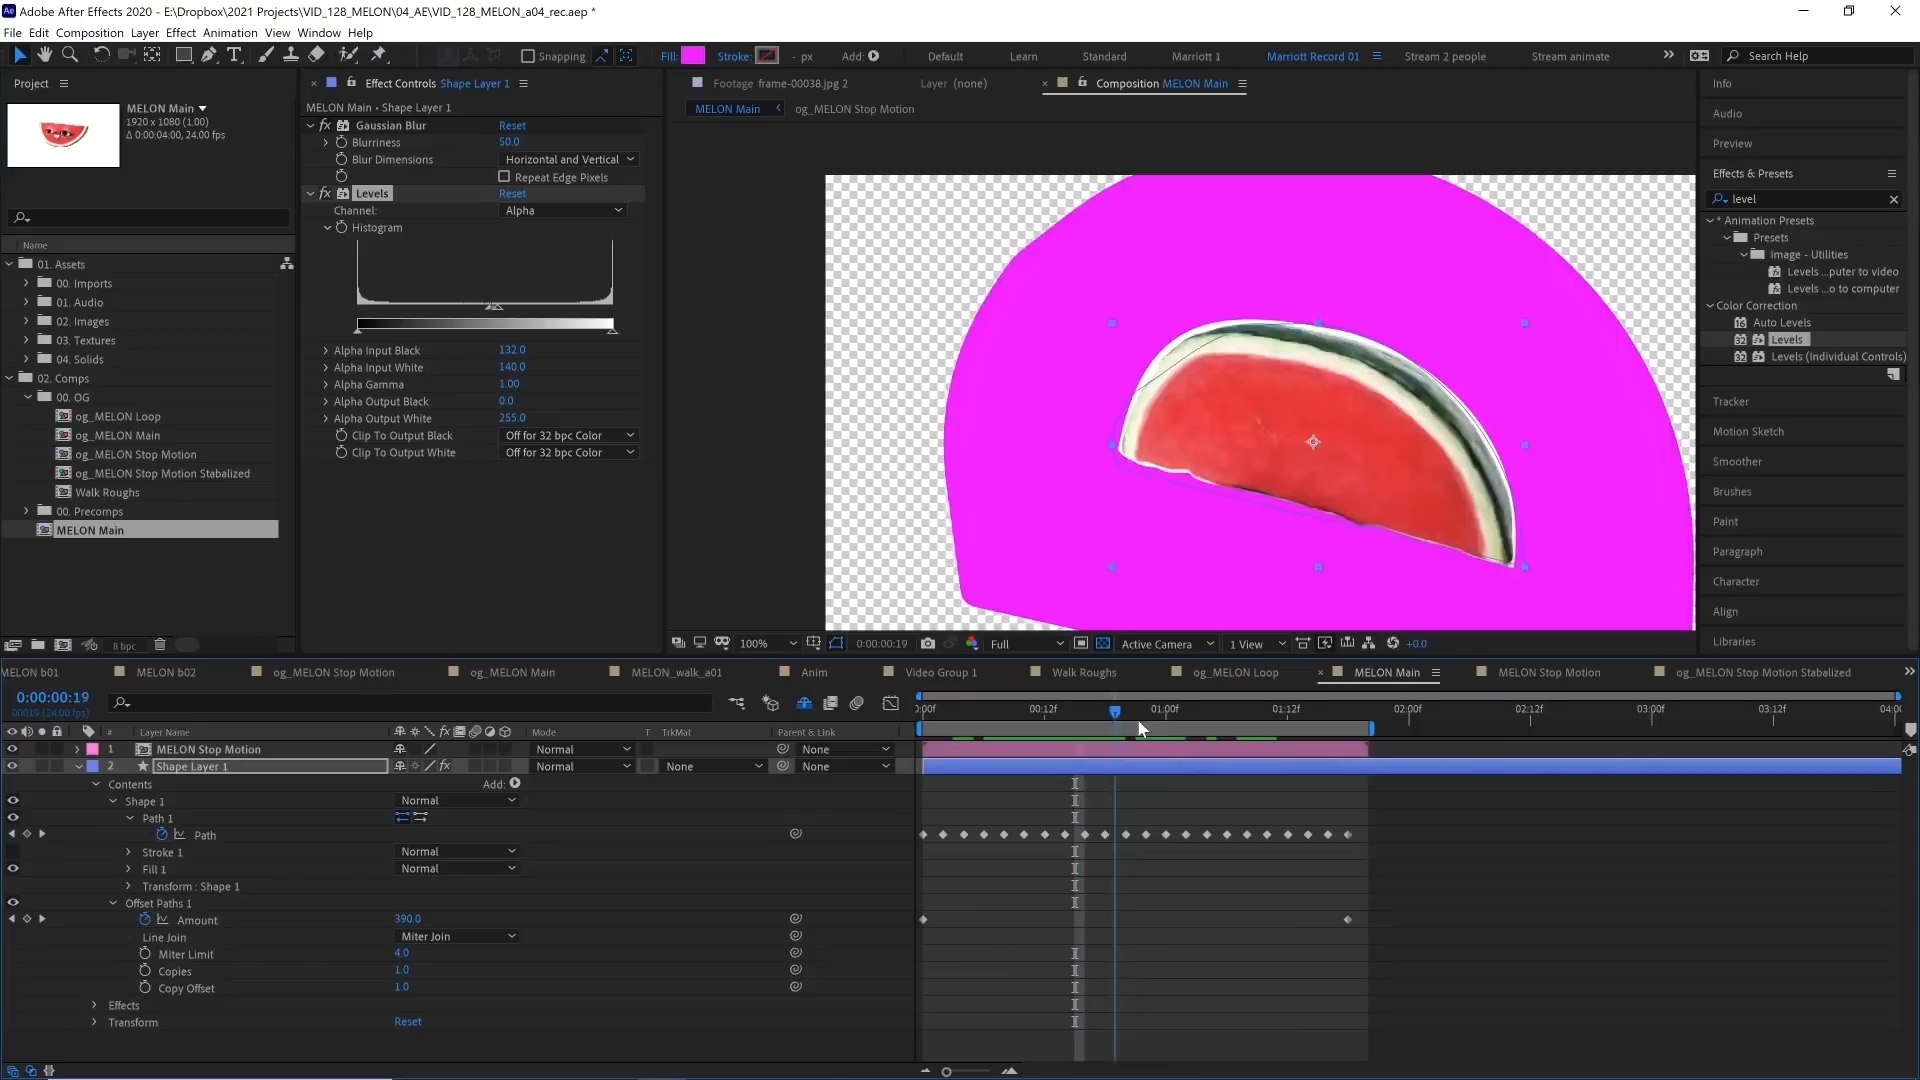 Adobe After Effects 2020 - E:\Dropbox\2021 Projects\VID_128_MELON\04_AE\VID_128_MELON_a04_rec.aep *
File Edit Composition Layer Effect Animation View Window Help
Snapping Fill: Stroke: - px Add: Default Learn Standard Marriott 1 Marriott Record 01 Stream 2 people Stream animate Search Help
Project
MELON Main
1920 x 1080 (1.00)
Δ 0:00:04:00, 24.00 fps
Name
01. Assets
00. Imports
01. Audio
02. Images
03. Textures
04. Solids
02. Comps
00. OG
og_MELON Loop
og_MELON Main
og_MELON Stop Motion
og_MELON Stop Motion Stabalized
Walk Roughs
00. Precomps
MELON Main
8 bpc
Effect Controls Shape Layer 1
MELON Main • Shape Layer 1
fx Gaussian Blur Reset
Blurriness 50.0
Blur Dimensions Horizontal and Vertical
Repeat Edge Pixels
fx Levels Reset
Channel: Alpha
Histogram
Alpha Input Black 132.0
Alpha Input White 140.0
Alpha Gamma 1.00
Alpha Output Black 0.0
Alpha Output White 255.0
Clip To Output Black Off for 32 bpc Color
Clip To Output White Off for 32 bpc Color
Footage frame-00038.jpg 2 Layer (none) Composition MELON Main
MELON Main og_MELON Stop Motion
100% 0:00:00:19 Full Active Camera 1 View +0.0
Info
Audio
Preview
Effects & Presets
level
* Animation Presets
Presets
Image - Utilities
Levels ...puter to video
Levels ...o to computer
Color Correction
Auto Levels
Levels
Levels (Individual Controls)
Tracker
Motion Sketch
Smoother
Brushes
Paint
Paragraph
Character
Align
Libraries
MELON b01 MELON b02 og_MELON Stop Motion og_MELON Main MELON_walk_a01 Anim Video Group 1 Walk Roughs og_MELON Loop MELON Main MELON Stop Motion og_MELON Stop Motion Stabalized
0:00:00:19
00019 (24.00 fps)
:00f 00:12f 01:00f 01:12f 02:00f 02:12f 03:00f 03:12f 04:0
# Layer Name Mode T TrkMat Parent & Link
1 MELON Stop Motion Normal None
2 Shape Layer 1 fx Normal None None
Contents Add:
Shape 1 Normal
Path 1
Path
Stroke 1 Normal
Fill 1 Normal
Transform : Shape 1
Offset Paths 1
Amount 390.0
Line Join Miter Join
Miter Limit 4.0
Copies 1.0
Copy Offset 1.0
Effects
Transform Reset